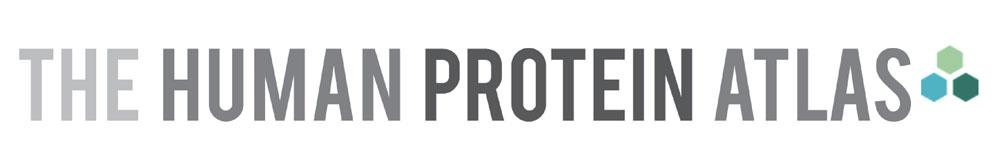 THE HUMAN PROTEIN ATLAS